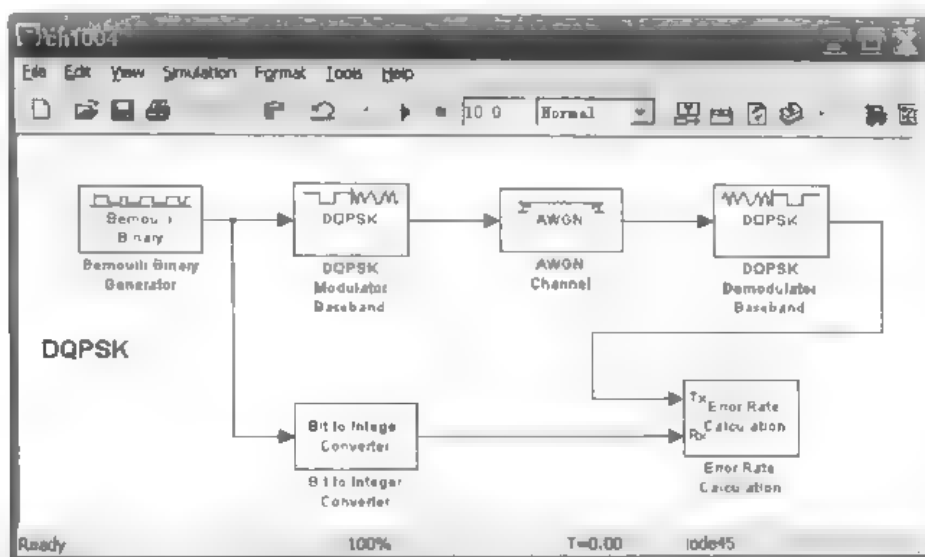 ch1004
File Edit View Simulation Format Tools Help
10 0 Normal
Bernoulli
Binary
Bernoulli Binary
Generator
DQPSK
DQPSK
Modulator
Baseband
AWGN
AWGN
Channel
DQPSK
DQPSK
Demodulator
Baseband
DQPSK
Bit to Intege
Converter
Bit to Integer
Converter
Tx
Rx
Error Rate
Calculation
Error Rate
Calculation
Ready 100% T=0.00 ode45